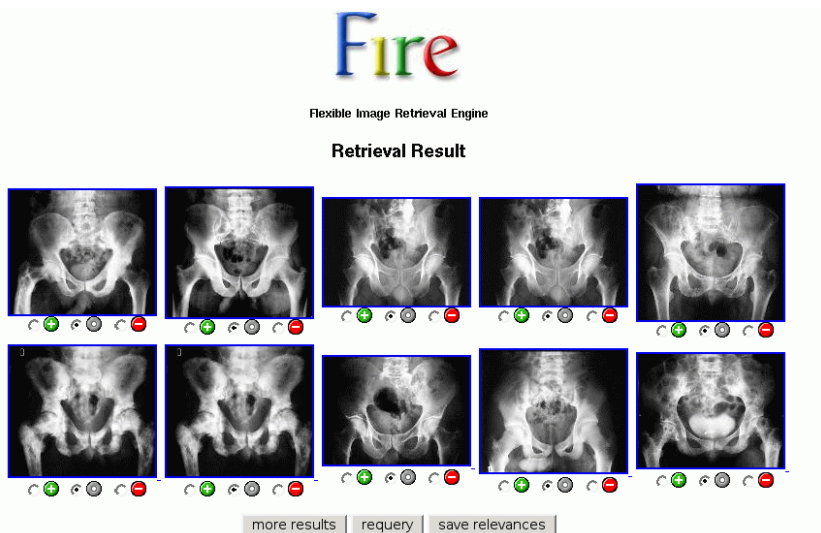 Fire
Flexible Image Retrieval Engine
Retrieval Result
more results requery save relevances